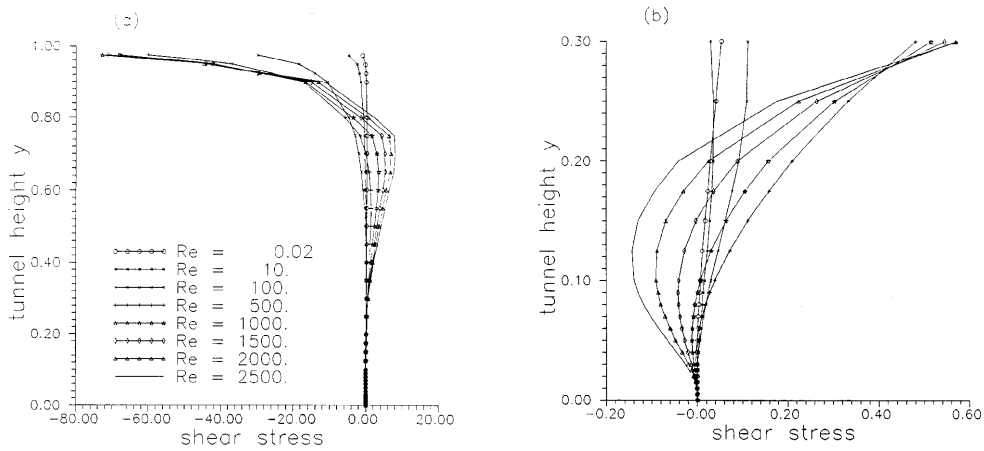 (a)
1.00
0.80
0.60
0.40
0.20
0.00
tunnel height y
Re = 0.02
Re = 10.
Re = 100.
Re = 500.
Re = 1000.
Re = 1500.
Re = 2000.
Re = 2500.
-80.00 -60.00 -40.00 -20.00 0.00 20.00
shear stress
(b)
0.30
0.20
0.10
0.00
tunnel height y
-0.20 -0.00 0.20 0.40 0.60
shear stress